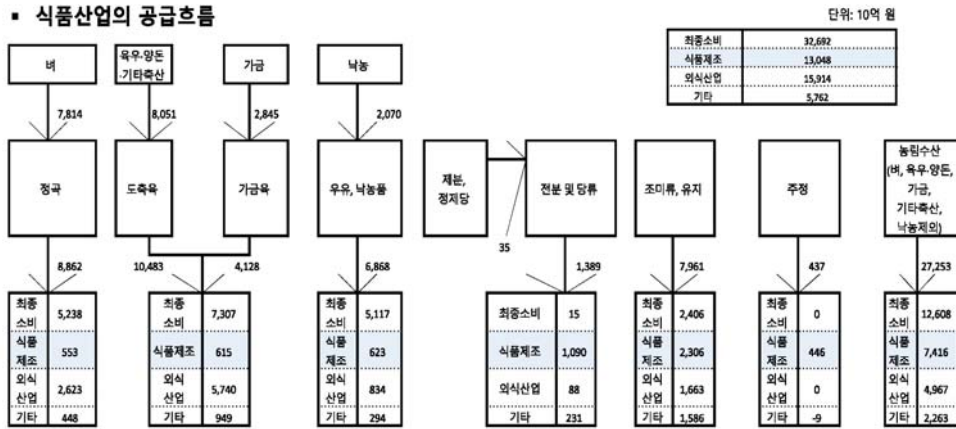 ▪ 식품산업의 공급흐름
단위: 10억 원
최종소비 32,692
식품제조 13,048
외식산업 15,914
기타 5,762
벼
육우·양돈
·기타축산
가금
낙농
7,814
8,051
2,845
2,070
정곡
도축육
가금육
우유, 낙농품
제분,
정제당
전분 및 당류
조미류, 유지
주정
농림수산
(벼, 육우·양돈,
가금,
기타축산,
낙농제외)
35
8,862
10,483
4,128
6,868
1,389
7,961
437
27,253
최종
소비 5,238
식품
제조 553
외식
산업 2,623
기타 448
최종
소비 7,307
식품제조 615
외식
산업 5,740
기타 949
최종
소비 5,117
식품
제조 623
외식
산업 834
기타 294
최종소비 15
식품제조 1,090
외식산업 88
기타 231
최종
소비 2,406
식품
제조 2,306
외식
산업 1,663
기타 1,586
최종
소비 0
식품
제조 446
외식
산업 0
기타 -9
최종
소비 12,608
식품
제조 7,416
외식
산업 4,967
기타 2,263